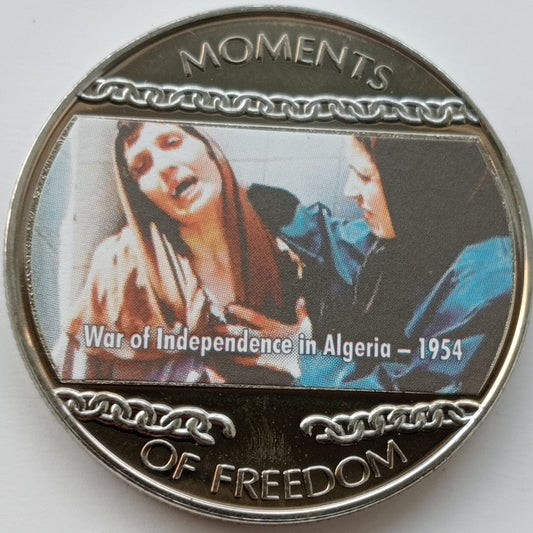 MOMENTS
War of Independence in Algeria – 1954
OF FREEDOM